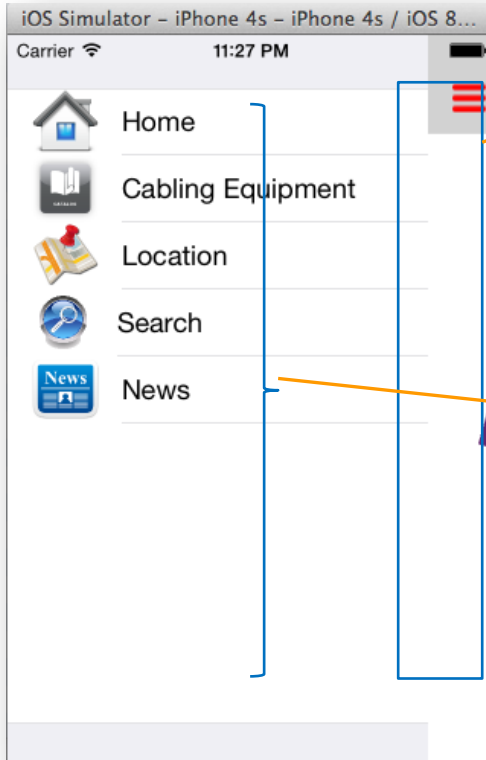 iOS Simulator – iPhone 4s – iPhone 4s / iOS 8...
Carrier 11:27 PM
Home
Cabling Equipment
Location
Search
News
News